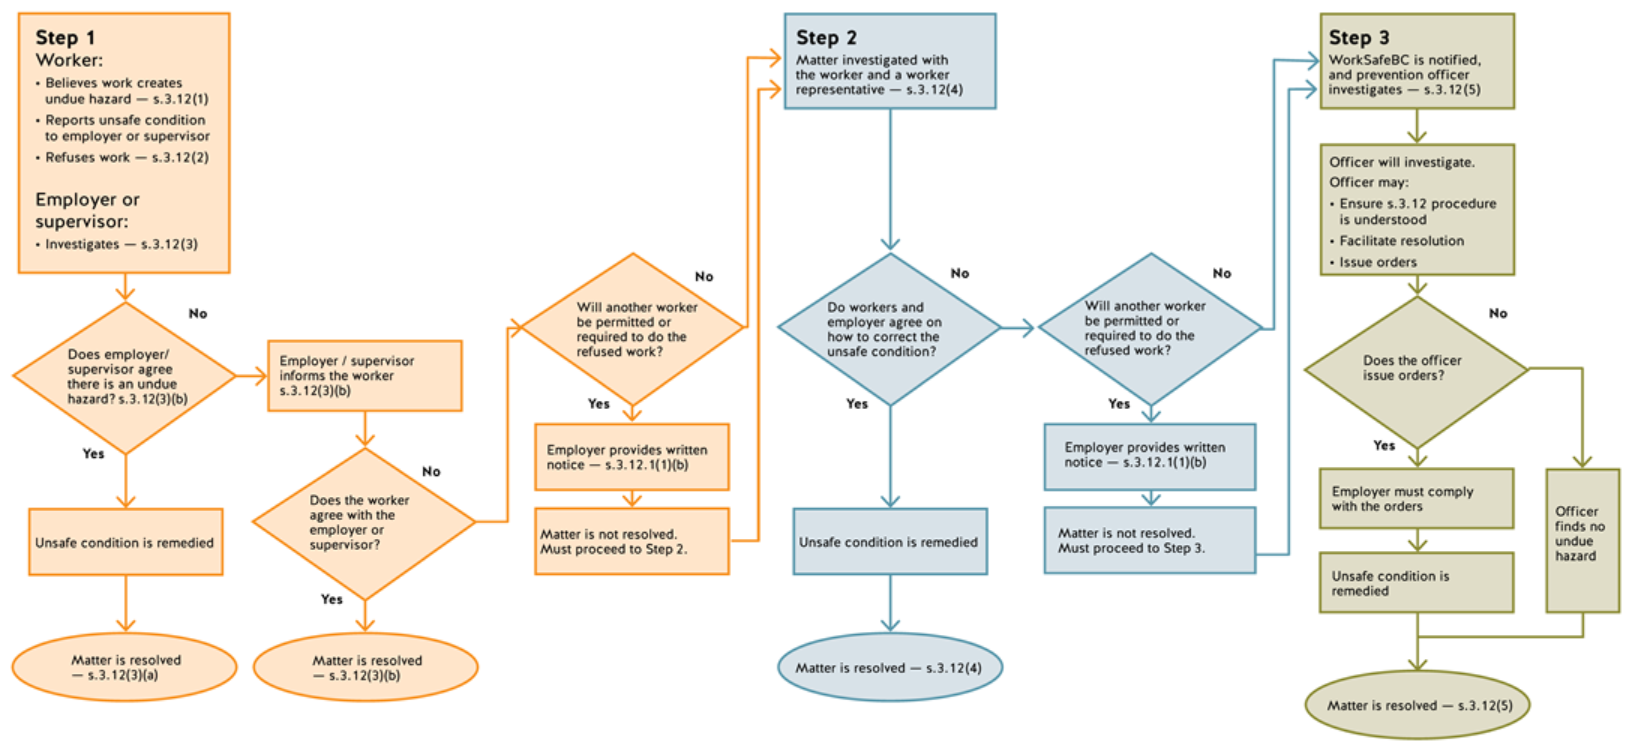 Step 1
Worker:
• Believes work creates
undue hazard — s.3.12(1)
• Reports unsafe condition
to employer or supervisor
• Refuses work — s.3.12(2)
Employer or
supervisor:
• Investigates — s.3.12(3)
No
Does employer/
supervisor agree
there is an undue
hazard? s.3.12(3)(b)
Yes
Unsafe condition is remedied
Matter is resolved
— s.3.12(3)(a)
Employer / supervisor
informs the worker
s.3.12(3)(b)
No
Does the worker
agree with the
employer or
supervisor?
Yes
Matter is resolved
— s.3.12(3)(b)
No
Will another worker
be permitted or
required to do the
refused work?
Yes
Employer provides written
notice — s.3.12.1(1)(b)
Matter is not resolved.
Must proceed to Step 2.
Step 2
Matter investigated with
the worker and a worker
representative — s.3.12(4)
No
Do workers and
employer agree on
how to correct the
unsafe condition?
Yes
Unsafe condition is remedied
Matter is resolved — s.3.12(4)
No
Will another worker
be permitted or
required to do the
refused work?
Yes
Employer provides written
notice — s.3.12.1(1)(b)
Matter is not resolved.
Must proceed to Step 3.
Step 3
WorkSafeBC is notified,
and prevention officer
investigates — s.3.12(5)
Officer will investigate.
Officer may:
• Ensure s.3.12 procedure
is understood
• Facilitate resolution
• Issue orders
No
Does the officer
issue orders?
Yes
Employer must comply
with the orders
Unsafe condition is
remedied
Officer
finds no
undue
hazard
Matter is resolved — s.3.12(5)